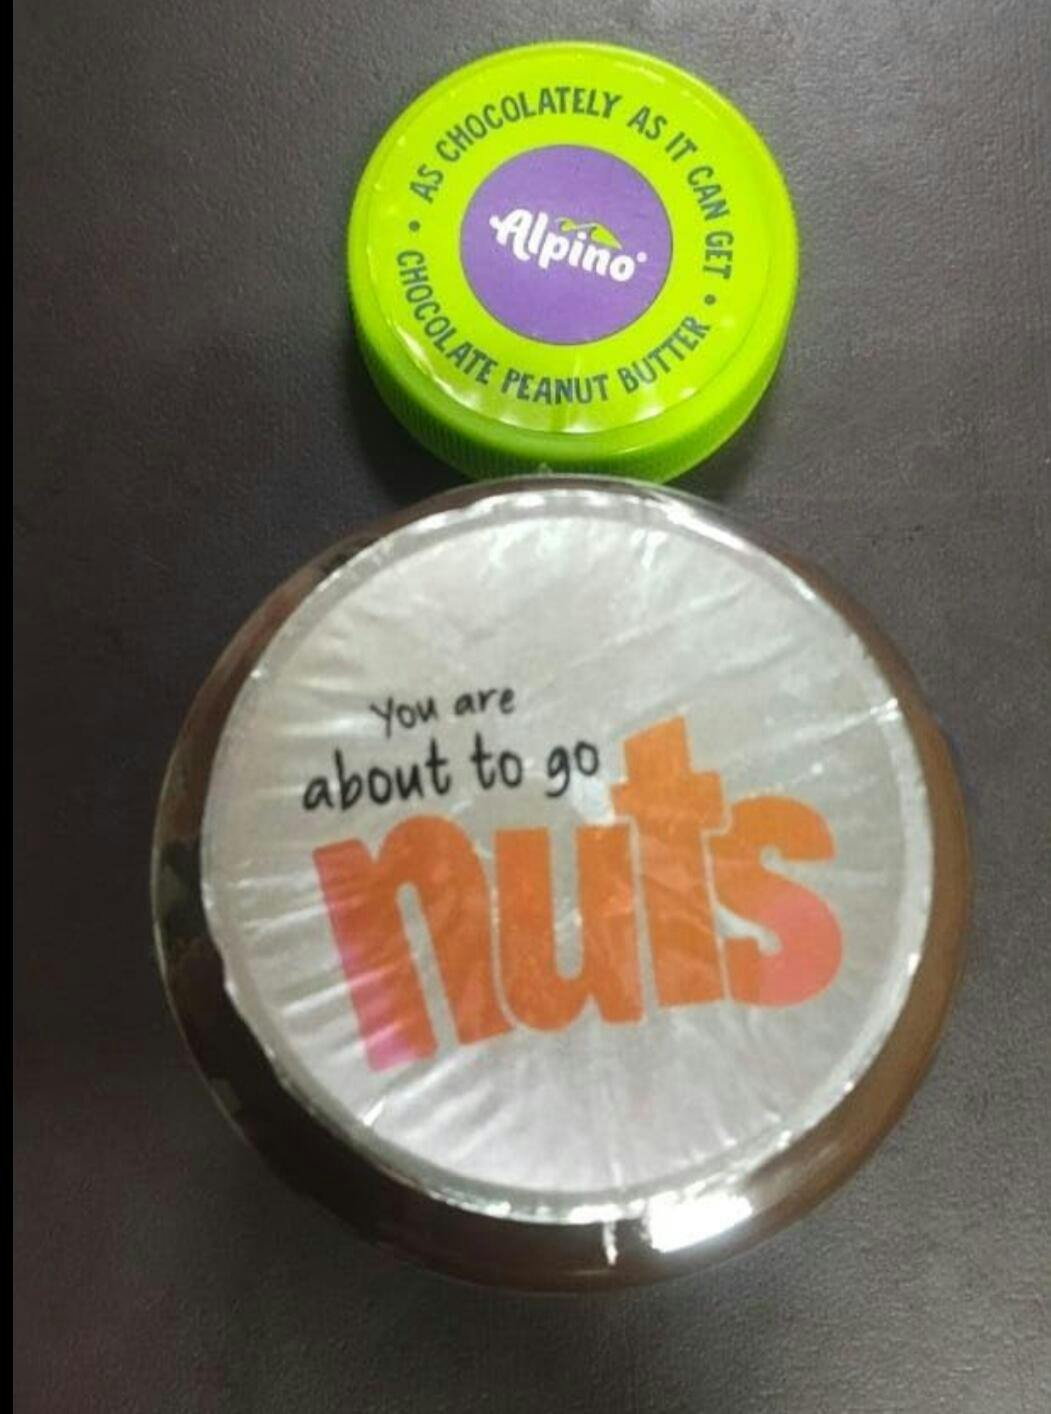 AS CHOCOLATELY AS IT CAN GET
Alpino
CHOCOLATE PEANUT BUTTER
You are
about to go
nuts